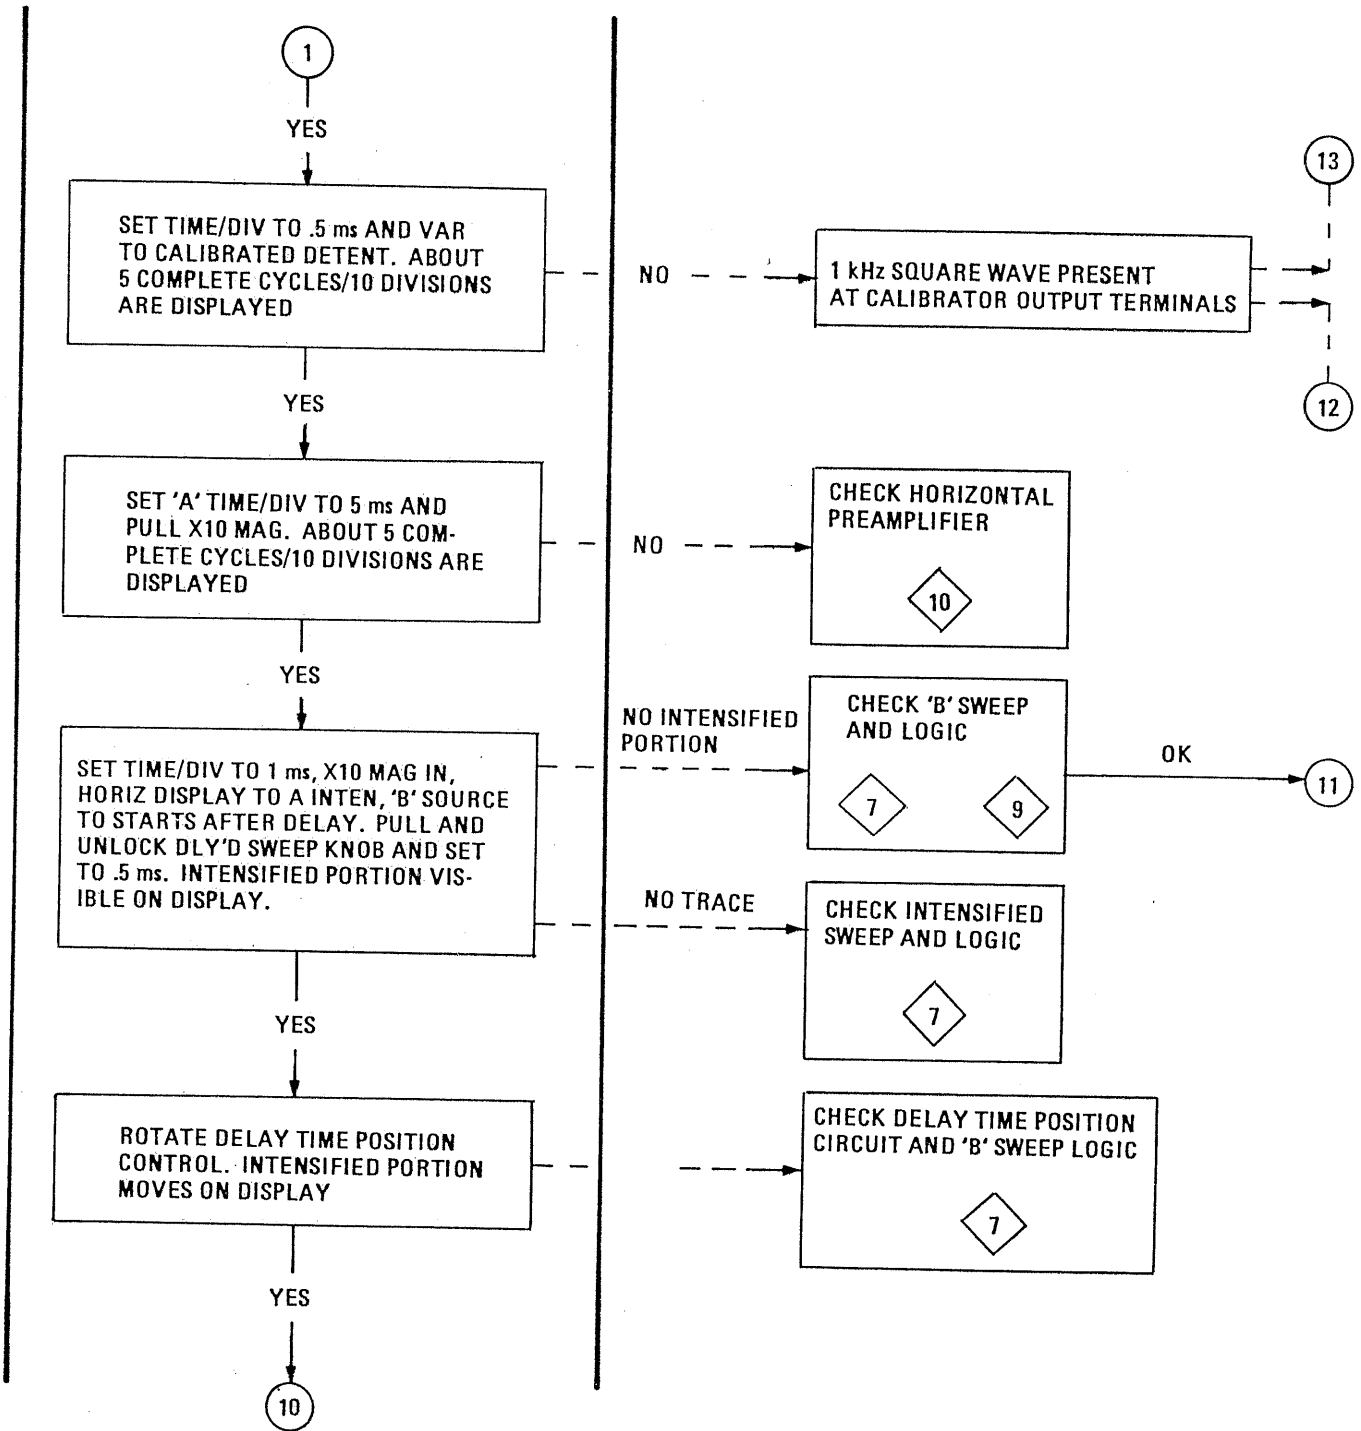 1
YES
13
SET TIME/DIV TO .5 ms AND VAR
TO CALIBRATED DETENT. ABOUT
5 COMPLETE CYCLES/10 DIVISIONS
ARE DISPLAYED
NO
1 kHz SQUARE WAVE PRESENT
AT CALIBRATOR OUTPUT TERMINALS
12
YES
SET 'A' TIME/DIV TO 5 ms AND
PULL X10 MAG. ABOUT 5 COM-
PLETE CYCLES/10 DIVISIONS ARE
DISPLAYED
NO
CHECK HORIZONTAL
PREAMPLIFIER
10
YES
SET TIME/DIV TO 1 ms, X10 MAG IN,
HORIZ DISPLAY TO A INTEN, 'B' SOURCE
TO STARTS AFTER DELAY. PULL AND
UNLOCK DLY'D SWEEP KNOB AND SET
TO .5 ms. INTENSIFIED PORTION VIS-
IBLE ON DISPLAY.
NO INTENSIFIED
PORTION
CHECK 'B' SWEEP
AND LOGIC
7
9
OK
11
NO TRACE
CHECK INTENSIFIED
SWEEP AND LOGIC
7
YES
ROTATE DELAY TIME POSITION
CONTROL. INTENSIFIED PORTION
MOVES ON DISPLAY
CHECK DELAY TIME POSITION
CIRCUIT AND 'B' SWEEP LOGIC
7
YES
10